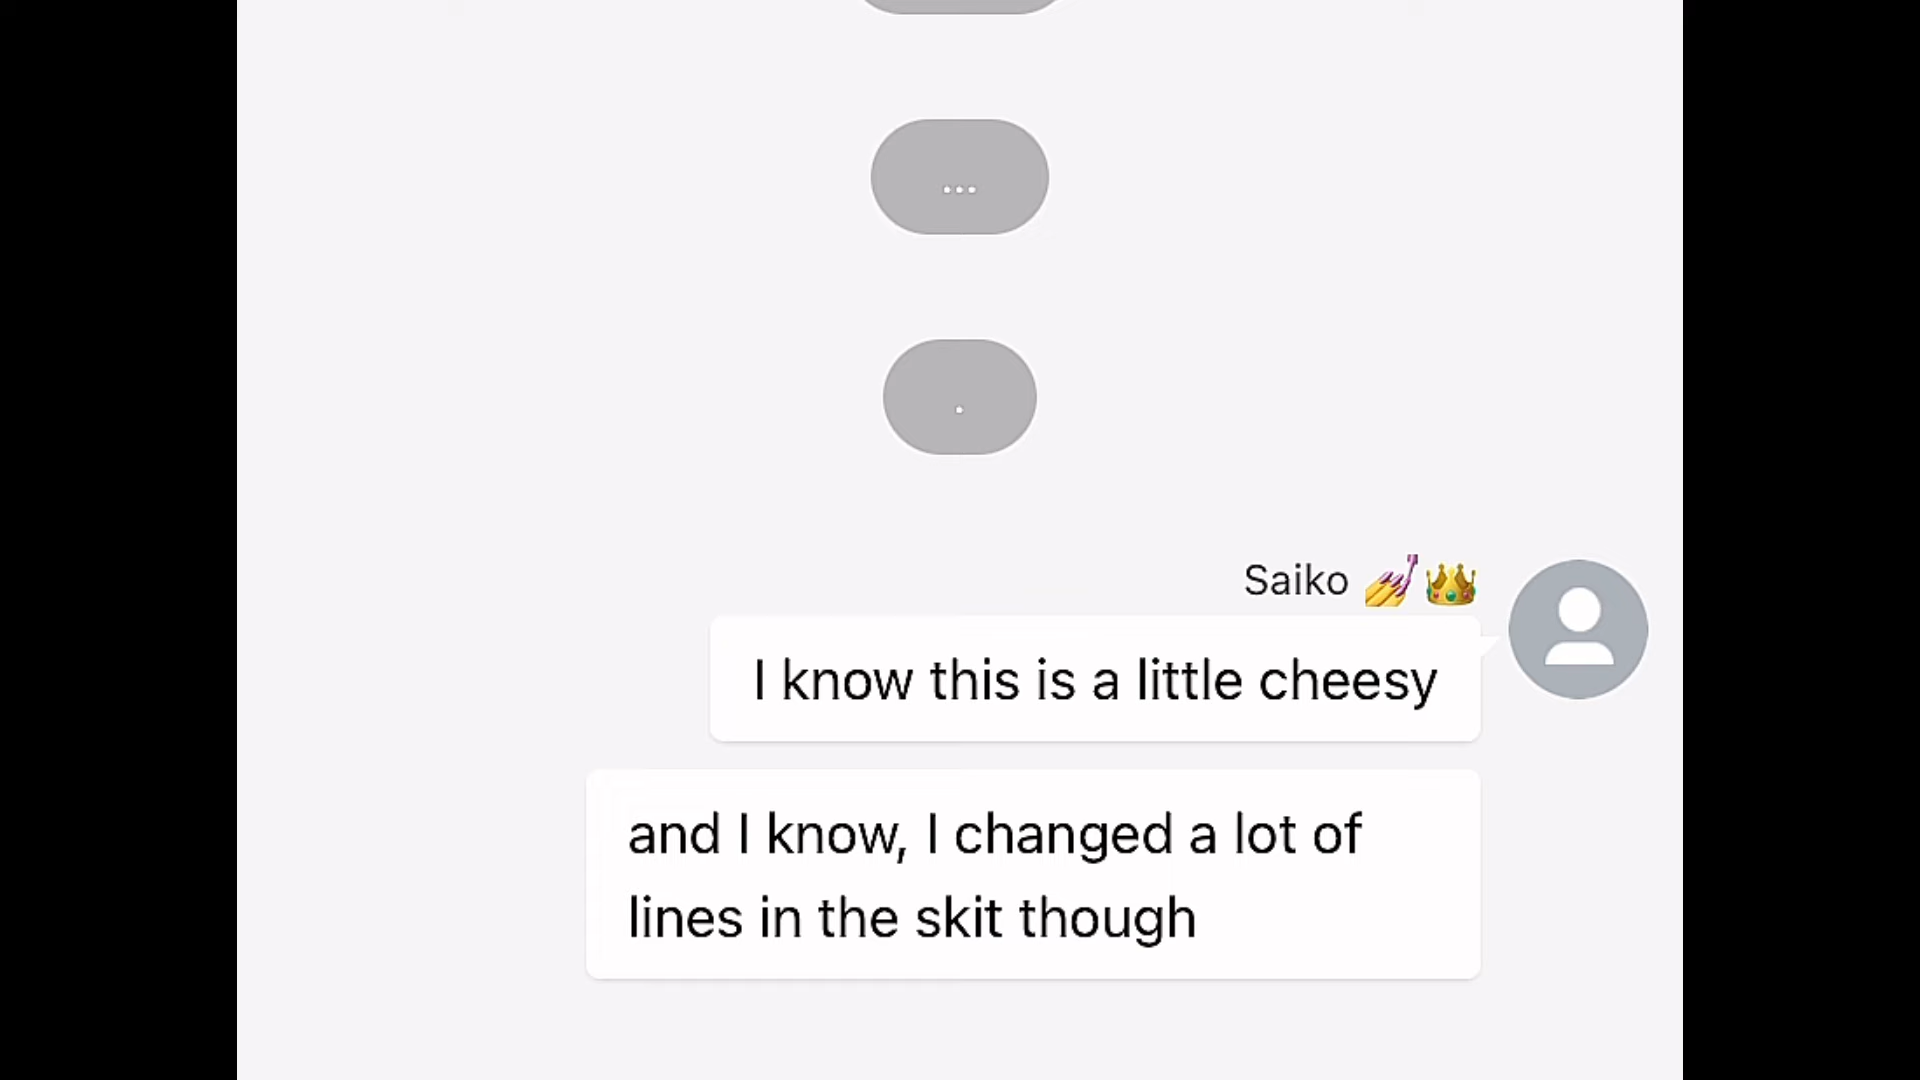 ...
.
Saiko 💅👑
I know this is a little cheesy
and I know, I changed a lot of
lines in the skit though